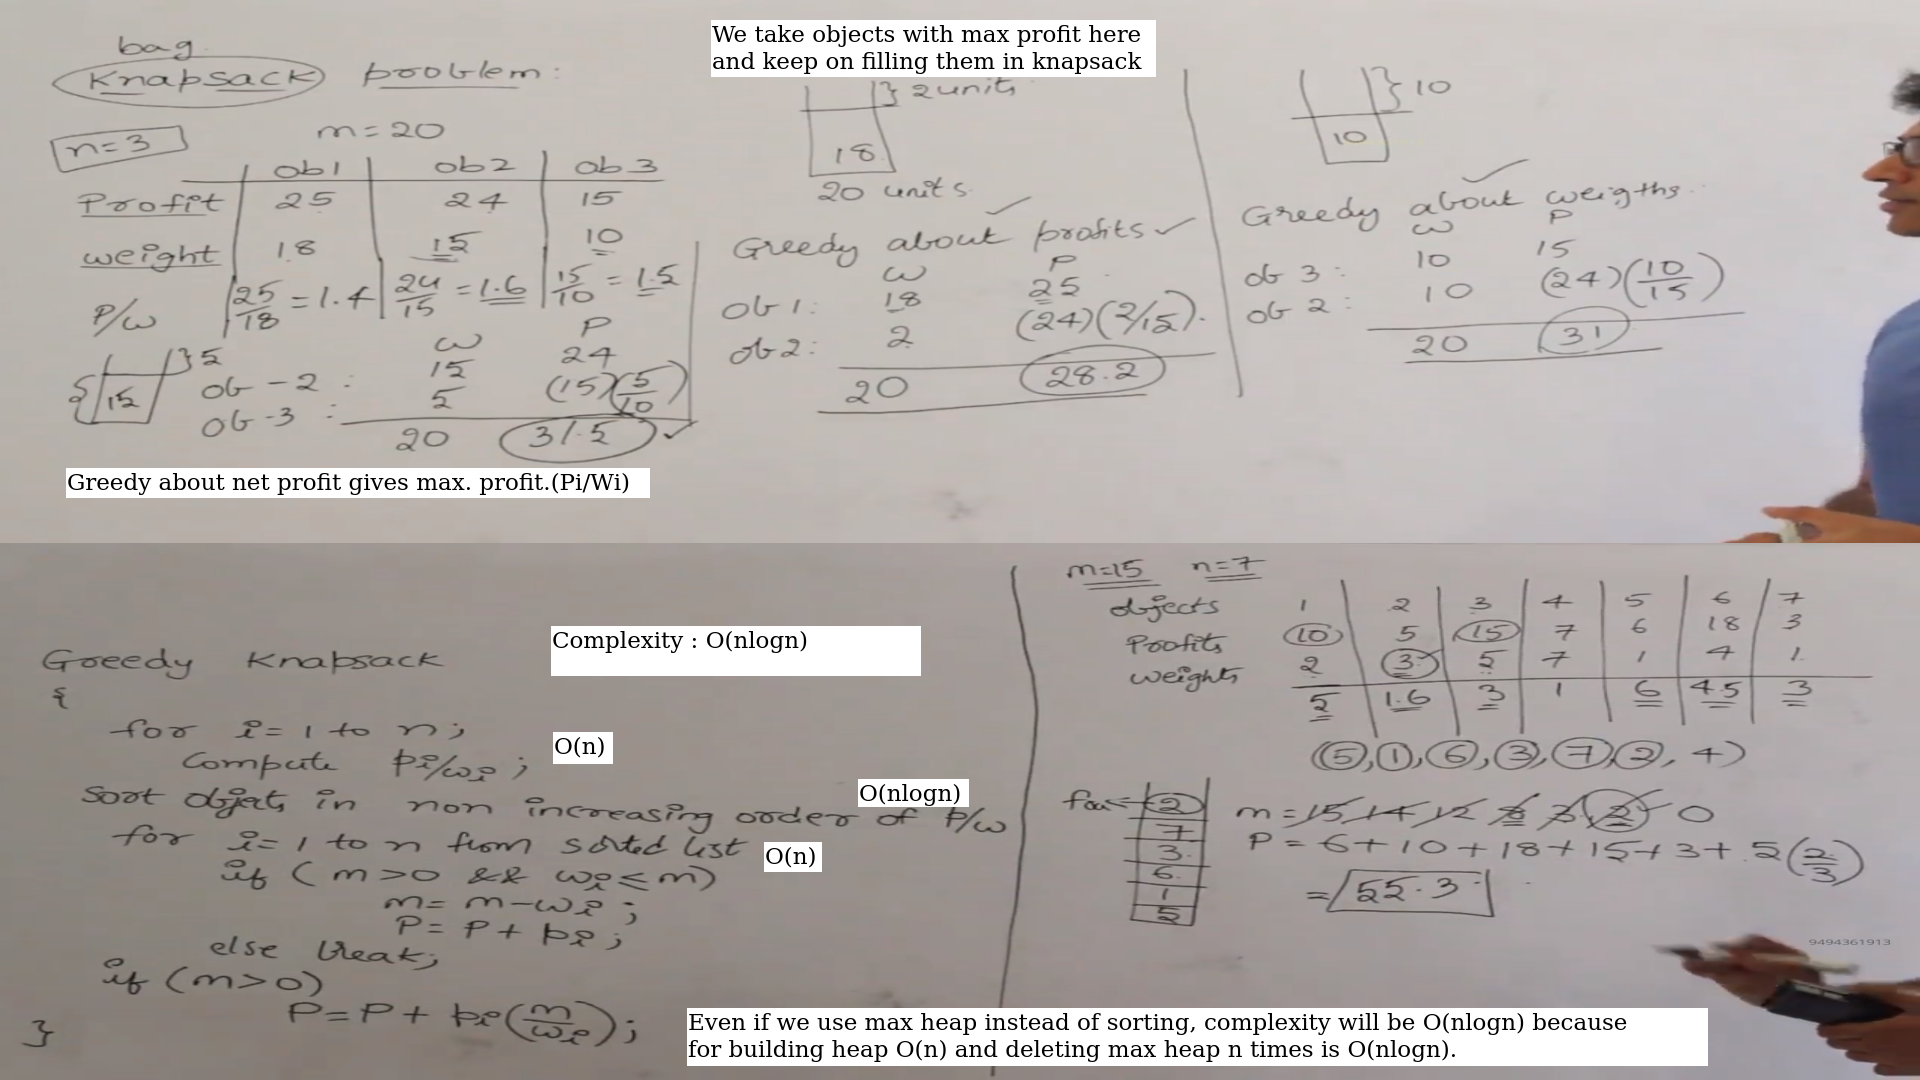 bag
Knapsack problem:
n=3
m=20
ob1 ob2 ob3
Profit 25 24 15
weight 18 15 10
P/w 25/18 = 1.4 24/15 = 1.6 15/10 = 1.5
}5
{15
w P
ob-2: 15 24
ob-3: 5 (15)(5/10)
20 31.5
Greedy about net profit gives max. profit.(Pi/Wi)
We take objects with max profit here
and keep on filling them in knapsack
}2units
18
20 units
Greedy about profits
w P
ob1: 18 25
ob2: 2 (24)(2/15).
20 28.2
}10
10
Greedy about weigths..
w P
ob 3: 10 15
ob 2: 10 (24)(10/15)
20 31
Greedy Knapsack
Complexity : O(nlogn)
{
for i=1 to n;
O(n)
Compute pi/wi;
O(nlogn)
Sort objects in non increasing order of P/w
for i=1 to n from sorted list
O(n)
if (m>0 && wi≤m)
m= m-wi;
P= P+pi;
else break;
if (m>0)
P=P+ pi(m/wi);
}
m=15 n=7
objects 1 2 3 4 5 6 7
Profits 10 5 15 7 6 18 3
weights 2 3 5 7 1 4 1
5 1.6 3 1 6 4.5 3
(5,1,6,3,7,2,4)
2
7
3
6
1
5
m=15 14 12 8 3 2 0
P = 6+10+18+15+3+5(2/3)
= 55.3
9494361913
Even if we use max heap instead of sorting, complexity will be O(nlogn) because
for building heap O(n) and deleting max heap n times is O(nlogn).